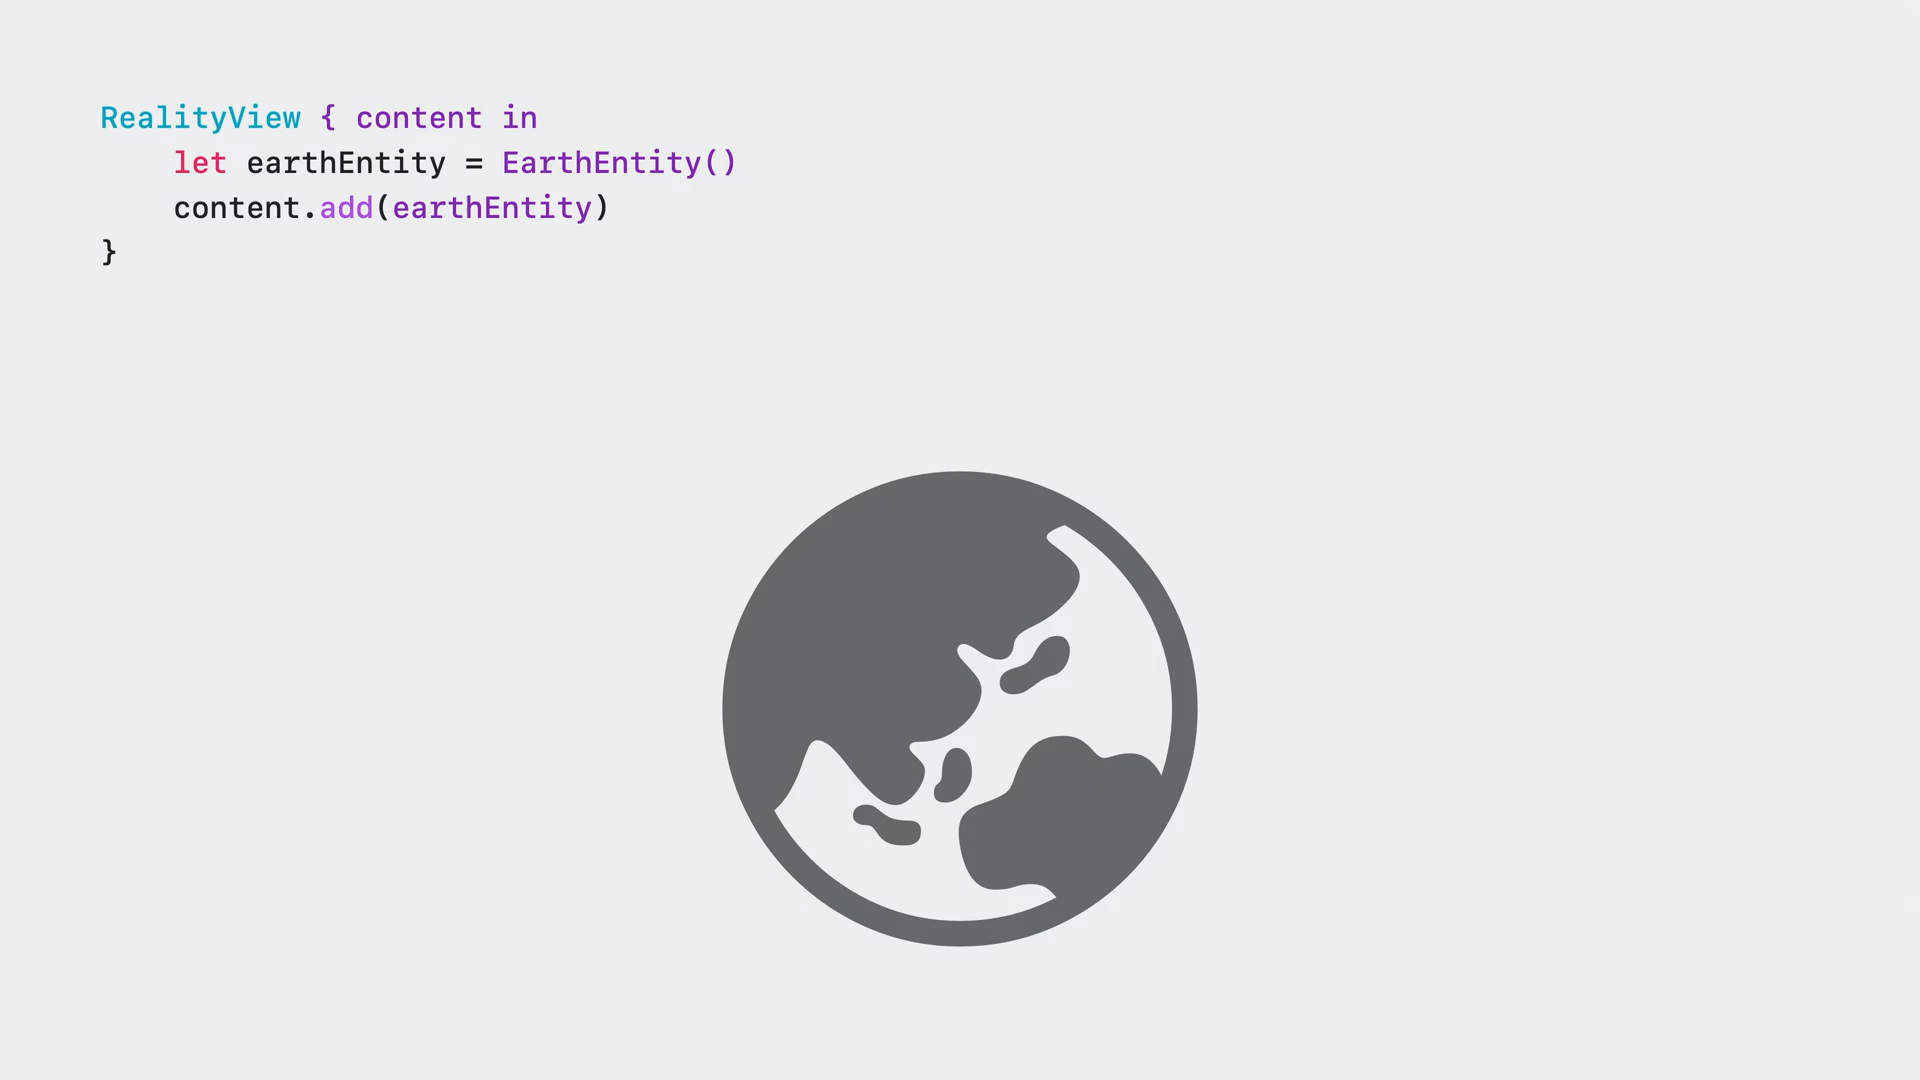 RealityView { content in
    let earthEntity = EarthEntity()
    content.add(earthEntity)
}